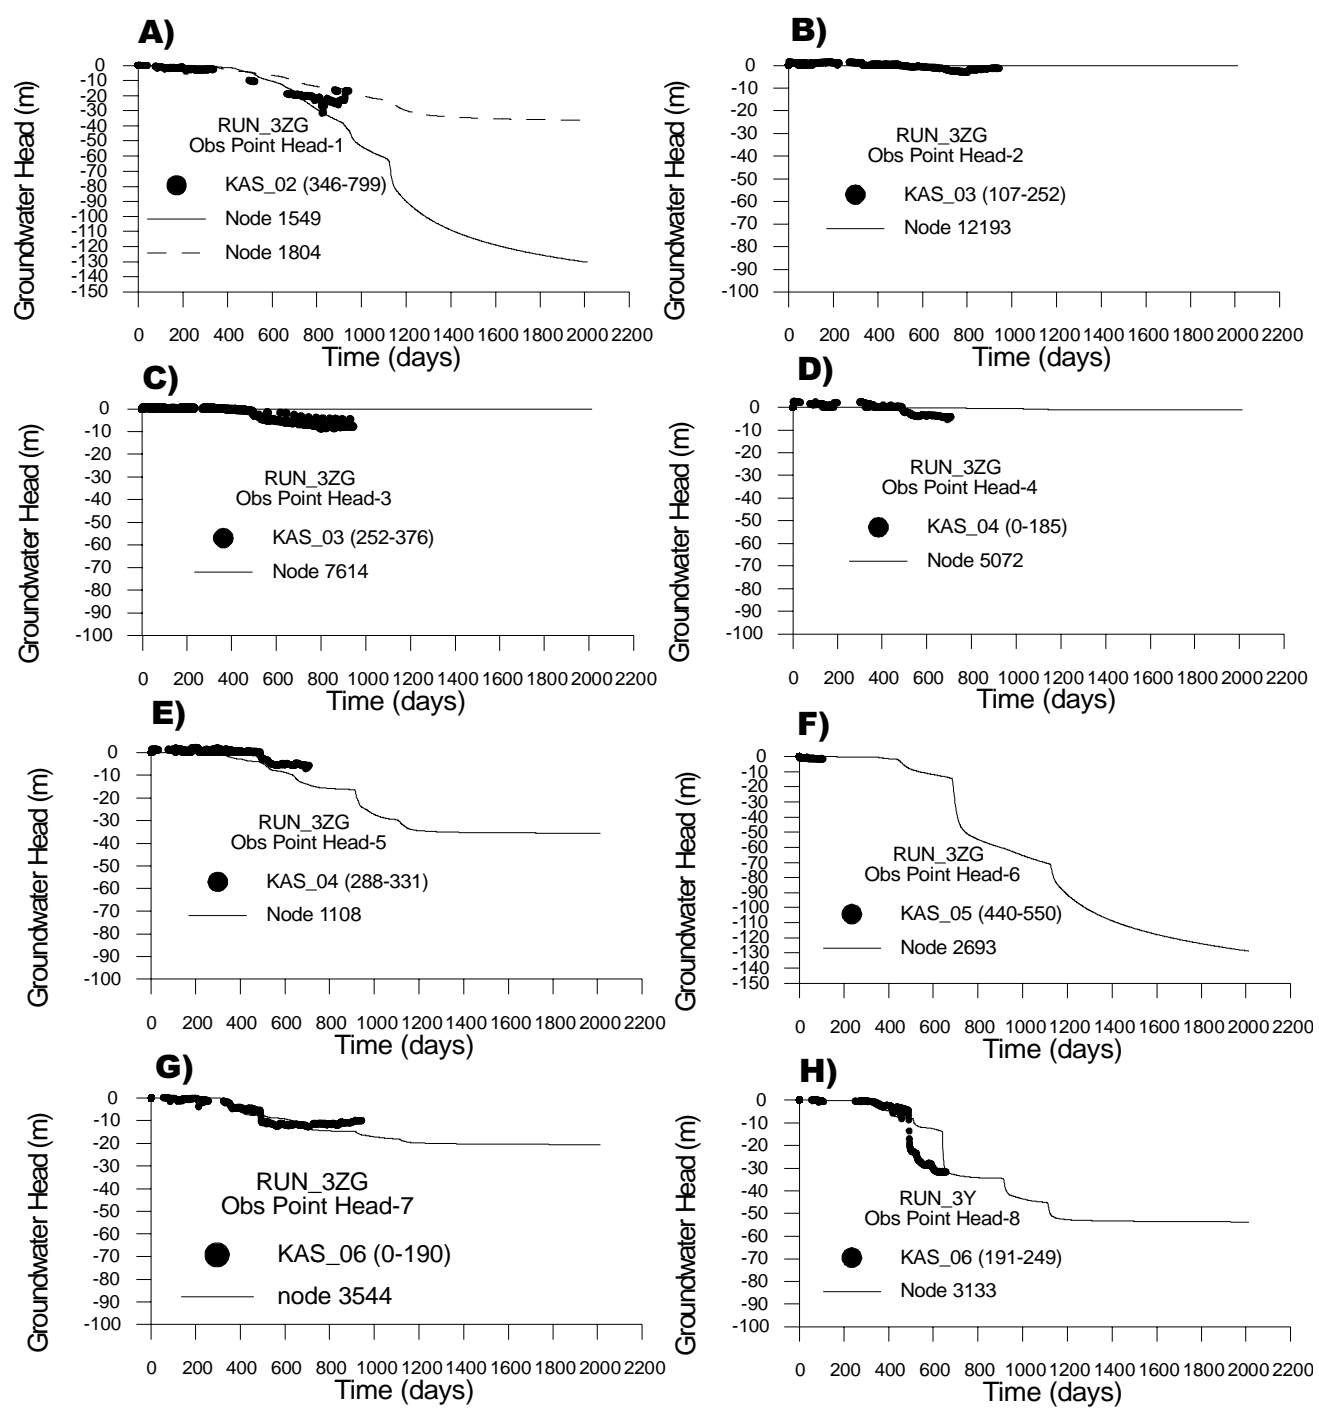 A)
Groundwater Head (m)
0
-10
-20
-30
-40
-50
-60
-70
-80
-90
-100
-110
-120
-130
-140
-150
RUN_3ZG
Obs Point Head-1
KAS_02 (346-799)
Node 1549
Node 1804
0 200 400 600 800 1000 1200 1400 1600 1800 2000 2200
Time (days)
B)
Groundwater Head (m)
0
-10
-20
-30
-40
-50
-60
-70
-80
-90
-100
RUN_3ZG
Obs Point Head-2
KAS_03 (107-252)
Node 12193
0 200 400 600 800 1000 1200 1400 1600 1800 2000 2200
Time (days)
C)
Groundwater Head (m)
0
-10
-20
-30
-40
-50
-60
-70
-80
-90
-100
RUN_3ZG
Obs Point Head-3
KAS_03 (252-376)
Node 7614
0 200 400 600 800 1000 1200 1400 1600 1800 2000 2200
Time (days)
D)
Groundwater Head (m)
0
-10
-20
-30
-40
-50
-60
-70
-80
-90
-100
RUN_3ZG
Obs Point Head-4
KAS_04 (0-185)
Node 5072
0 200 400 600 800 1000 1200 1400 1600 1800 2000 2200
Time (days)
E)
Groundwater Head (m)
0
-10
-20
-30
-40
-50
-60
-70
-80
-90
-100
RUN_3ZG
Obs Point Head-5
KAS_04 (288-331)
Node 1108
0 200 400 600 800 1000 1200 1400 1600 1800 2000 2200
Time (days)
F)
Groundwater Head (m)
0
-10
-20
-30
-40
-50
-60
-70
-80
-90
-100
-110
-120
-130
-140
-150
RUN_3ZG
Obs Point Head-6
KAS_05 (440-550)
Node 2693
0 200 400 600 800 1000 1200 1400 1600 1800 2000 2200
Time (days)
G)
Groundwater Head (m)
0
-10
-20
-30
-40
-50
-60
-70
-80
-90
-100
RUN_3ZG
Obs Point Head-7
KAS_06 (0-190)
node 3544
0 200 400 600 800 1000 1200 1400 1600 1800 2000 2200
Time (days)
H)
Groundwater Head (m)
0
-10
-20
-30
-40
-50
-60
-70
-80
-90
-100
RUN_3Y
Obs Point Head-8
KAS_06 (191-249)
Node 3133
0 200 400 600 800 1000 1200 1400 1600 1800 2000 2200
Time (days)